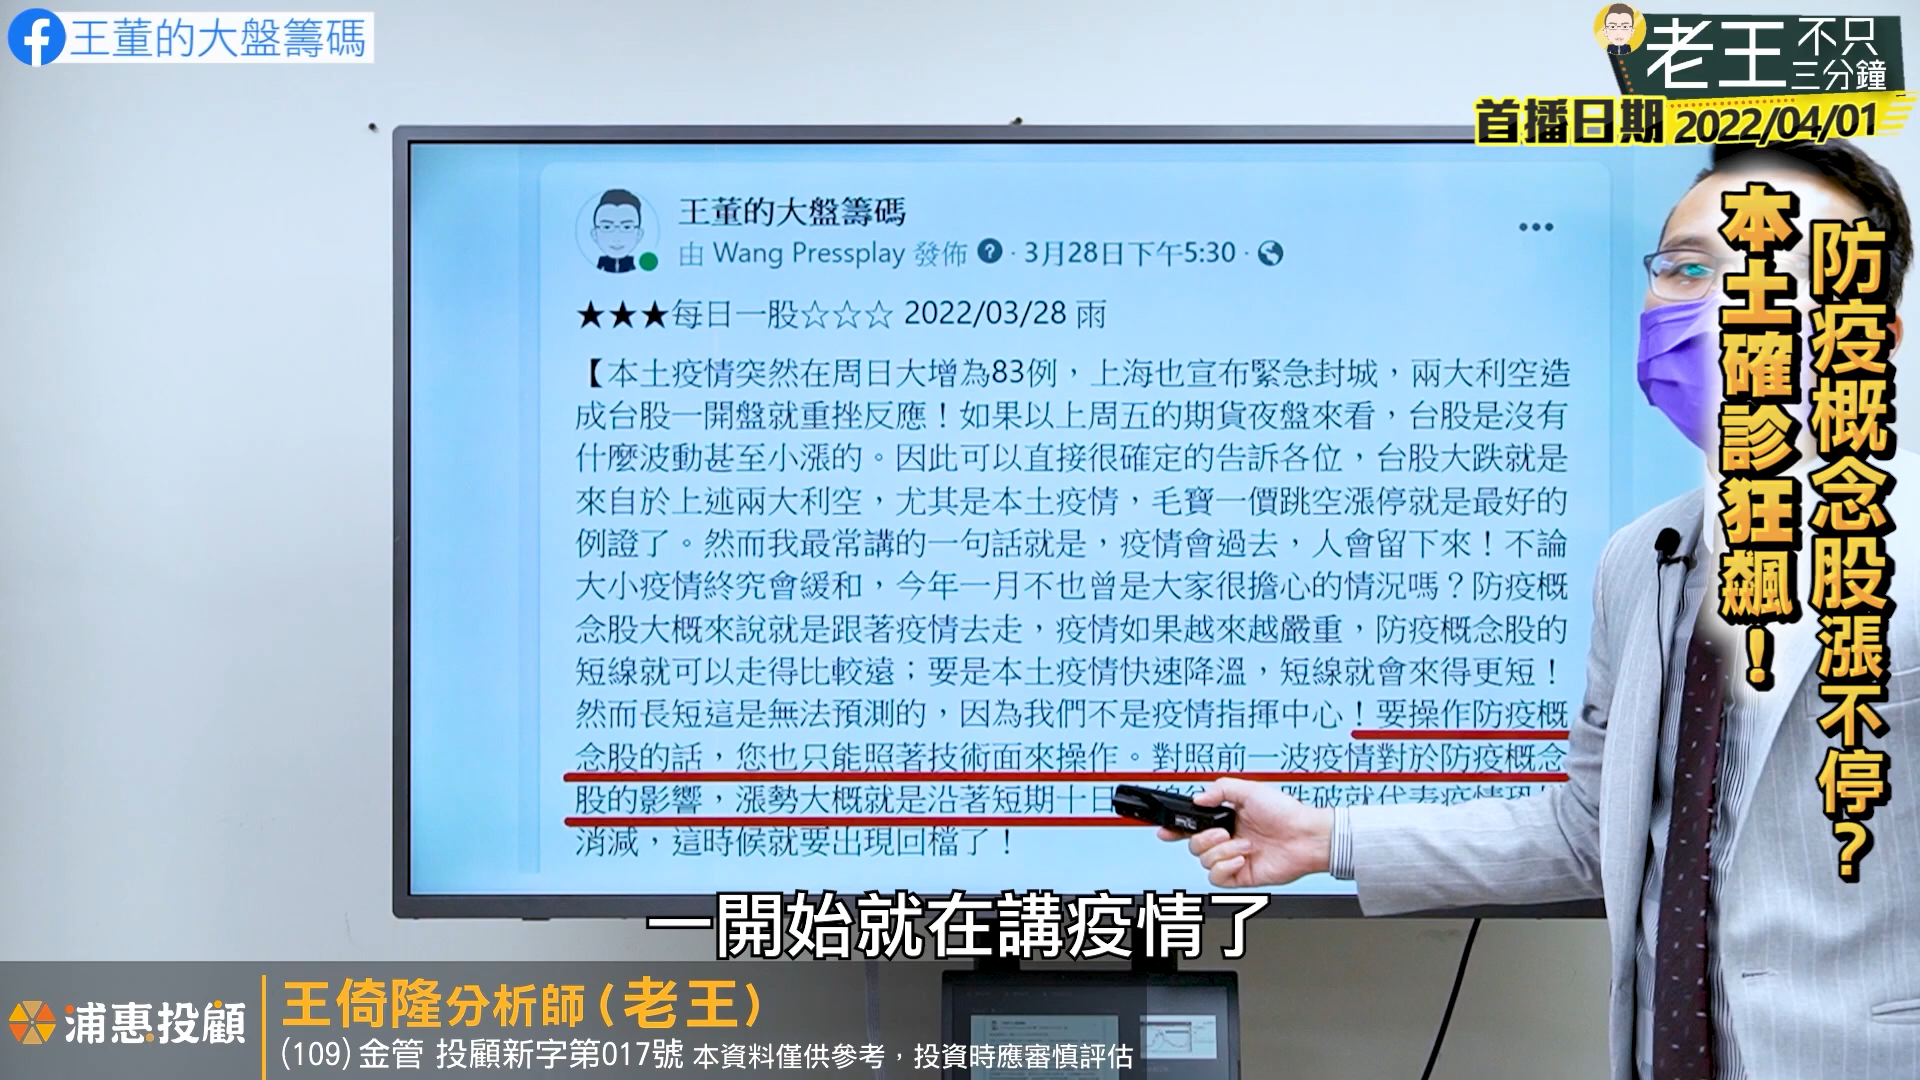 王董的大盤籌碼
老王不只三分鐘
首播日期 2022/04/01
防疫概念股漲不停?
本土確診狂飆!
王董的大盤籌碼
由 Wang Pressplay 發佈 · 3月28日下午5:30 ·
★★★每日一股☆☆☆ 2022/03/28 雨
【本土疫情突然在周日大增為83例，上海也宣布緊急封城，兩大利空造
成台股一開盤就重挫反應！如果以上周五的期貨夜盤來看，台股是沒有
什麼波動甚至小漲的。因此可以直接很確定的告訴各位，台股大跌就是
來自於上述兩大利空，尤其是本土疫情，毛寶一價跳空漲停就是最好的
例證了。然而我最常講的一句話就是，疫情會過去，人會留下來！不論
大小疫情終究會緩和，今年一月不也曾是大家很擔心的情況嗎？防疫概
念股大概來說就是跟著疫情去走，疫情如果越來越嚴重，防疫概念股的
短線就可以走得比較遠；要是本土疫情快速降溫，短線就會來得更短！
然而長短這是無法預測的，因為我們不是疫情指揮中心！要操作防疫概
念股的話，您也只能照著技術面來操作。對照前一波疫情對於防疫概念
股的影響，漲勢大概就是沿著短期十日 跌破就代表疫情
消減，這時候就要出現回檔了！
一開始就在講疫情了
浦惠投顧
王倚隆分析師(老王)
(109)金管 投顧新字第017號 本資料僅供參考，投資時應審慎評估